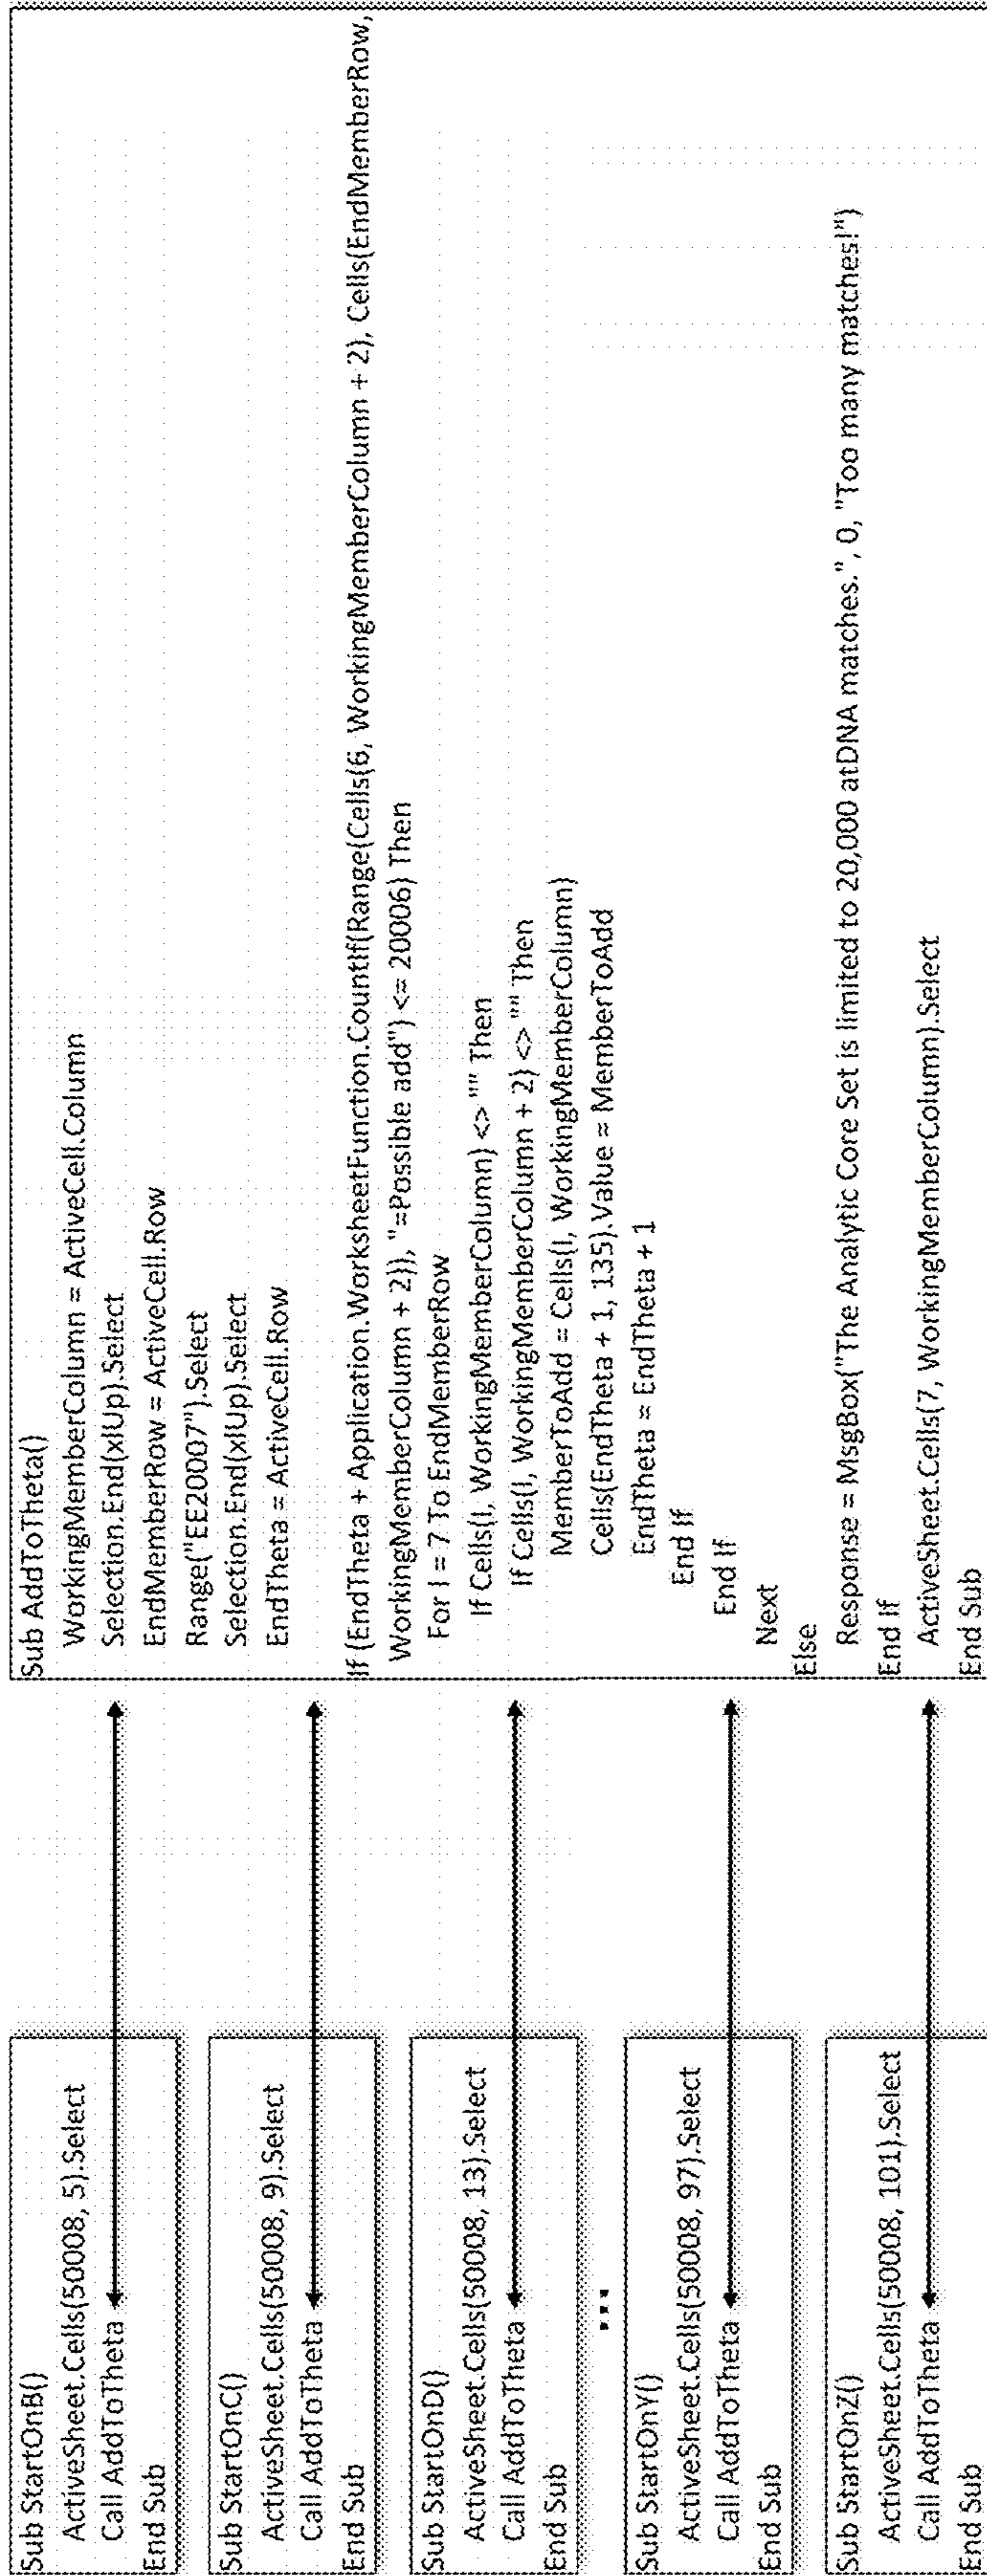 Sub StartOnB()
ActiveSheet.Cells(50008, 5).Select
Call AddToTheta
End Sub
Sub StartOnC()
ActiveSheet.Cells(50008, 9).Select
Call AddToTheta
End Sub
Sub StartOnD()
ActiveSheet.Cells(50008, 13).Select
Call AddToTheta
End Sub
...
Sub StartOnY()
ActiveSheet.Cells(50008, 97).Select
Call AddToTheta
End Sub
Sub StartOnZ()
ActiveSheet.Cells(50008, 101).Select
Call AddToTheta
End Sub
Sub AddToTheta()
WorkingMemberColumn = ActiveCell.Column
Selection.End(xlUp).Select
EndMemberRow = ActiveCell.Row
Range("EE20007").Select
Selection.End(xlUp).Select
EndTheta = ActiveCell.Row
If (EndTheta + Application.WorksheetFunction.CountIf(Range(Cells(6, WorkingMemberColumn + 2), Cells(EndMemberRow,
WorkingMemberColumn + 2)), "=Possible add") <= 20006) Then
For I = 7 To EndMemberRow
If Cells(I, WorkingMemberColumn) <> "" Then
If Cells(I, WorkingMemberColumn + 2) <> "" Then
MemberToAdd = Cells(I, WorkingMemberColumn)
Cells(EndTheta + 1, 135).Value = MemberToAdd
EndTheta = EndTheta + 1
End If
End If
Next
Else
Response = MsgBox("The Analytic Core Set is limited to 20,000 atDNA matches.", 0, "Too many matches!")
End If
ActiveSheet.Cells(7, WorkingMemberColumn).Select
End Sub